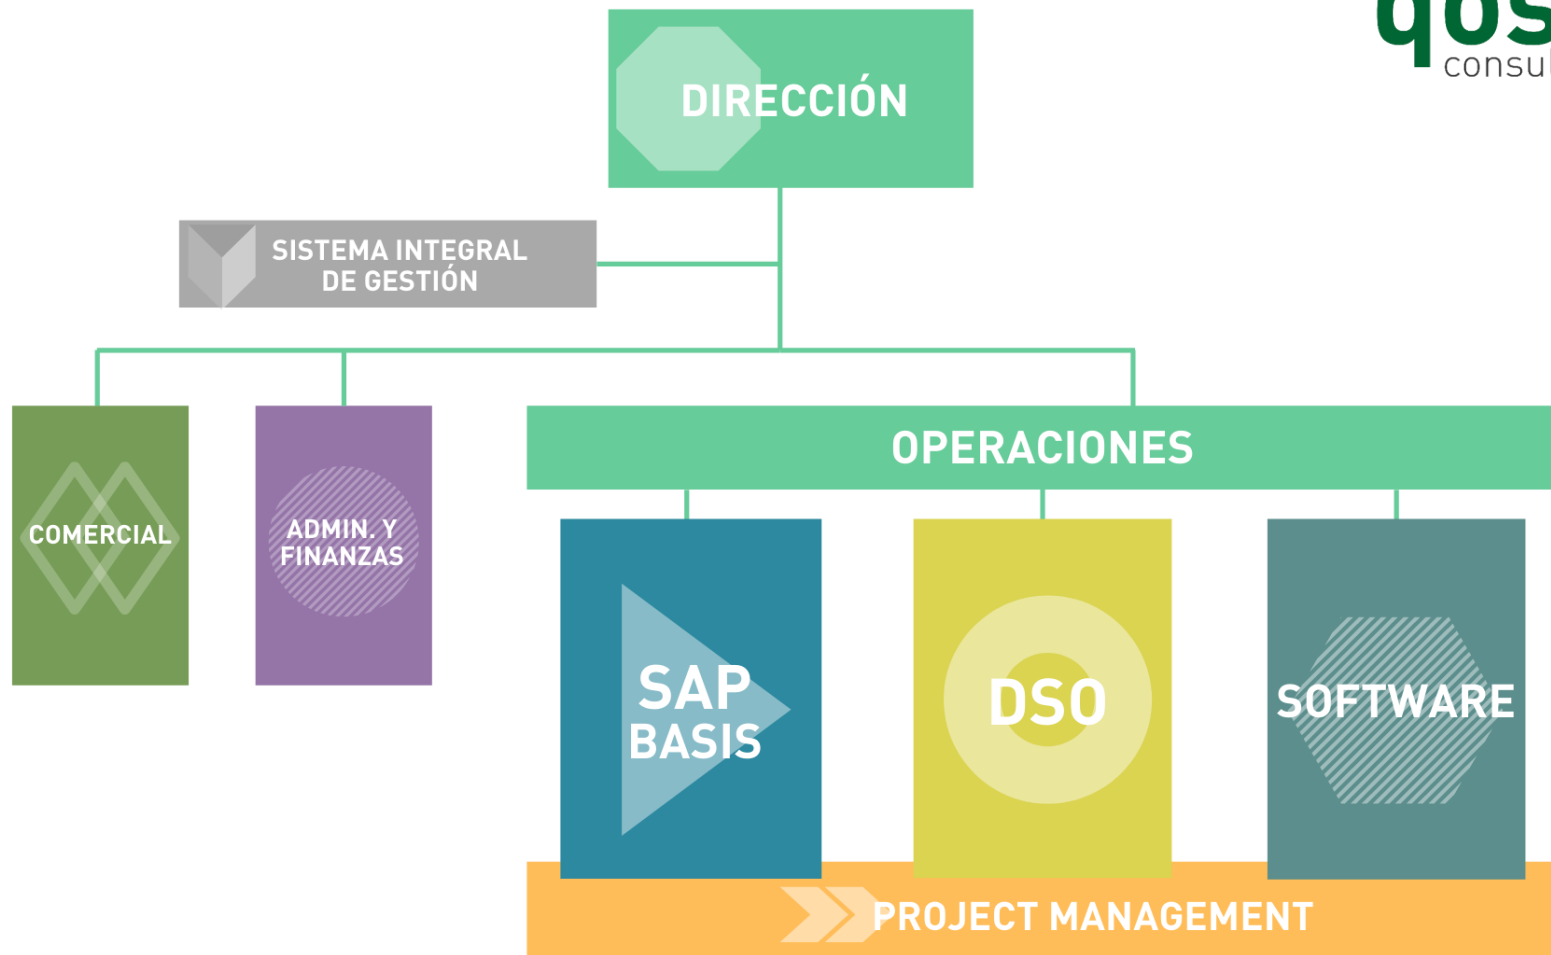 DIRECCIÓN
SISTEMA INTEGRAL
DE GESTIÓN
OPERACIONES
COMERCIAL
ADMIN. Y
FINANZAS
SAP
BASIS
DSO
SOFTWARE
PROJECT MANAGEMENT